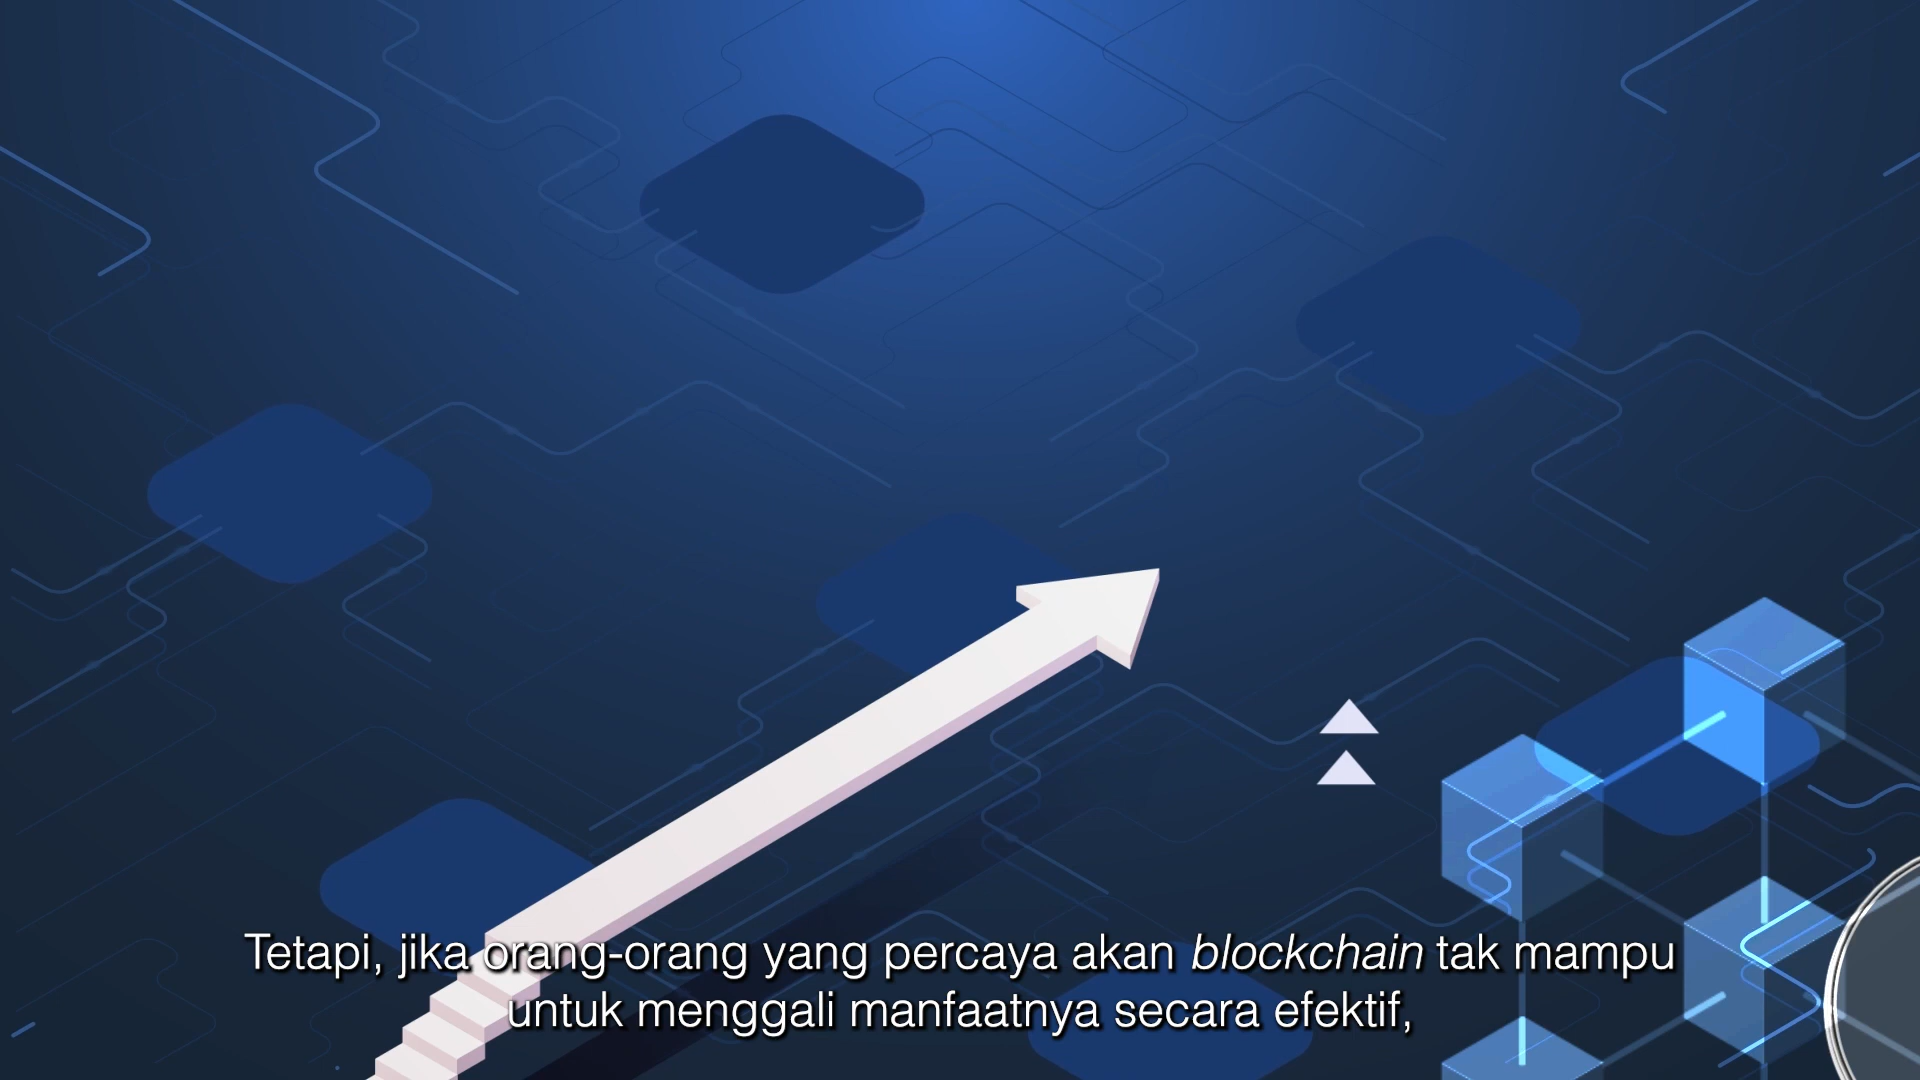 Tetapi, jika orang-orang yang percaya akan blockchain tak mampu
untuk menggali manfaatnya secara efektif,